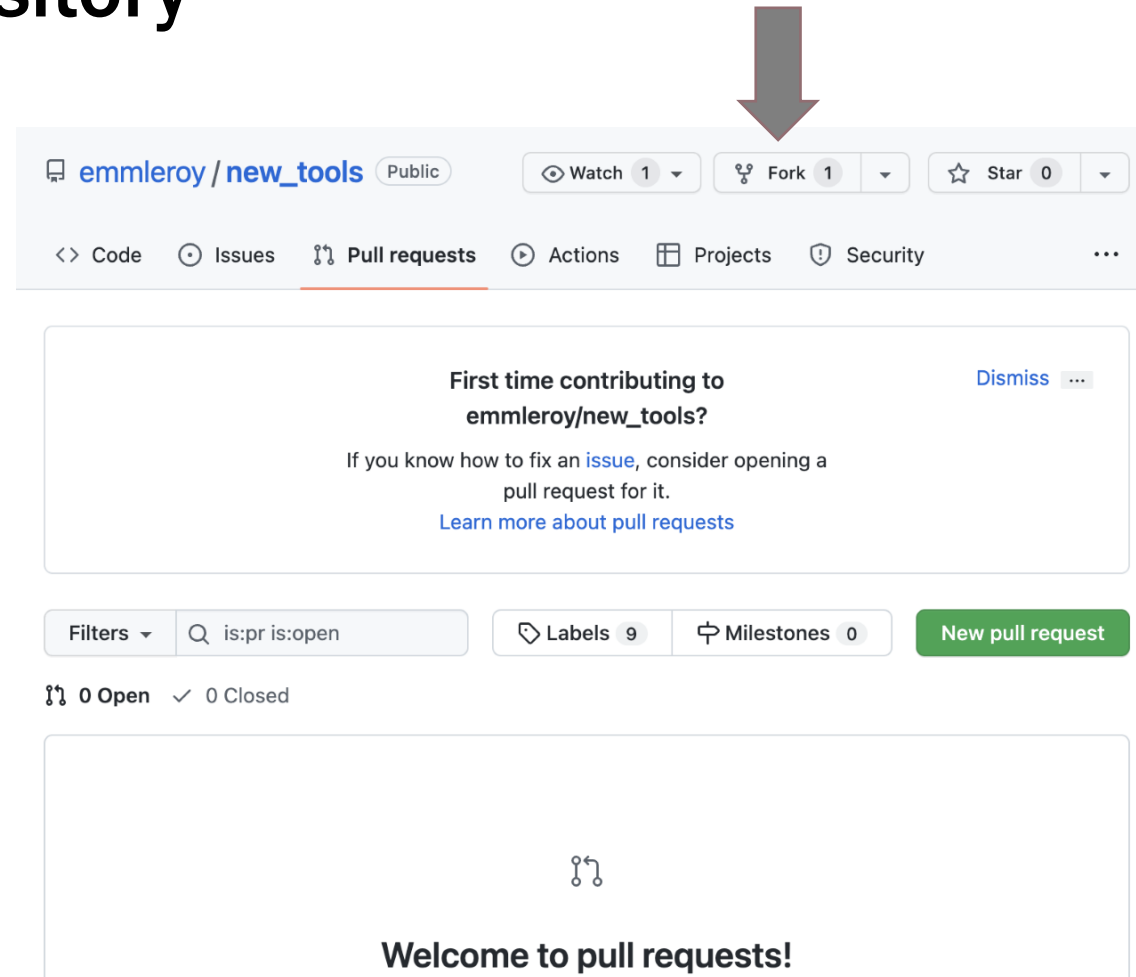 sitory
emmleroy / new_tools Public
Watch 1 Fork 1 Star 0
Code Issues Pull requests Actions Projects Security ...
First time contributing to
emmleroy/new_tools?
Dismiss ...
If you know how to fix an issue, consider opening a
pull request for it.
Learn more about pull requests
Filters is:pr is:open Labels 9 Milestones 0 New pull request
0 Open 0 Closed
Welcome to pull requests!